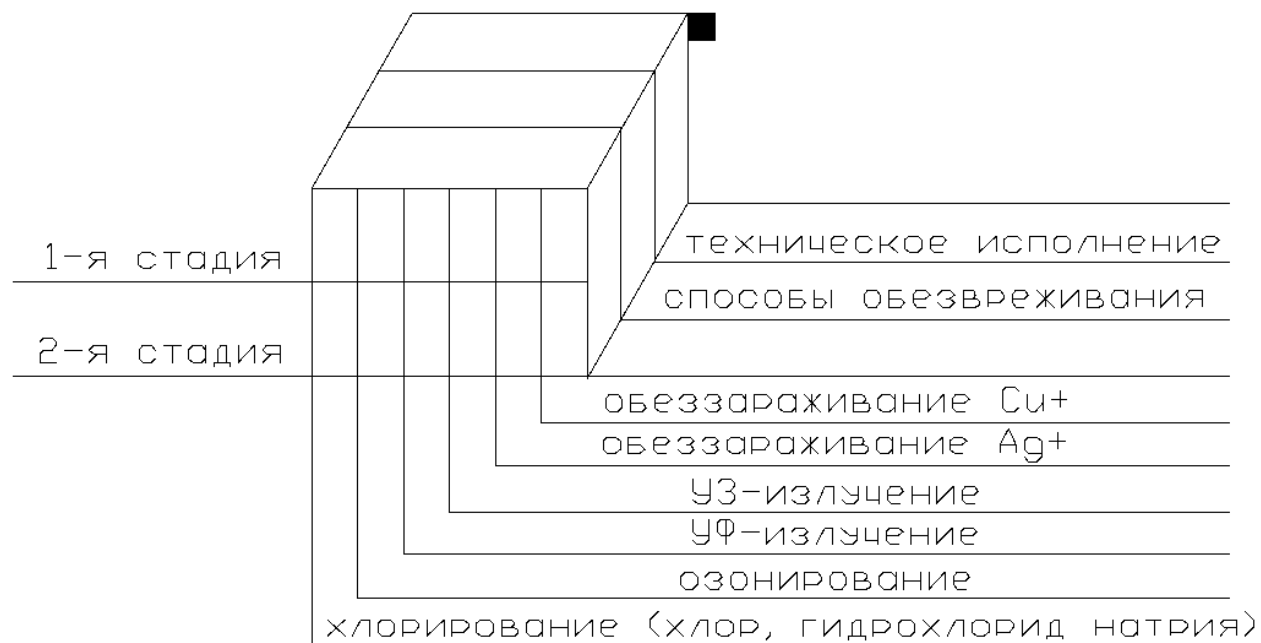 1-я стадия
2-я стадия
техническое исполнение
способы обезвреживания
обеззараживание Cu+
обеззараживание Ag+
УЗ-излучение
УФ-излучение
озонирование
хлорирование (хлор, гидрохлорид натрия)